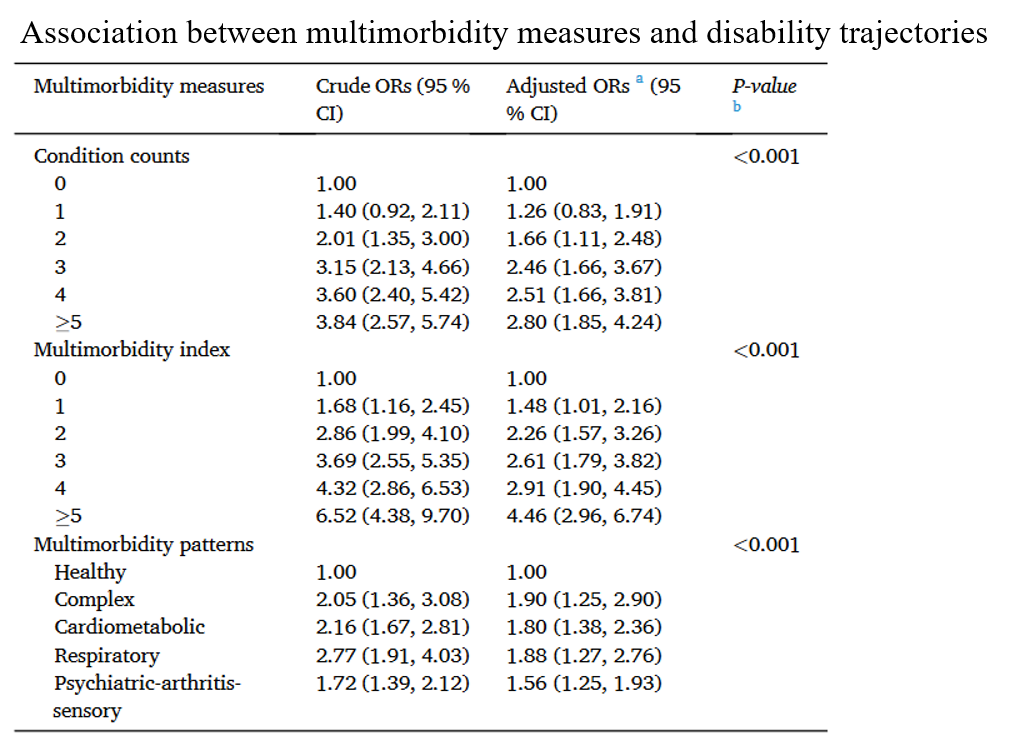 Association between multimorbidity measures and disability trajectories
Multimorbidity measures Crude ORs (95 % Adjusted ORs a (95 P-value
CI) % CI) b
Condition counts <0.001
0 1.00 1.00
1 1.40 (0.92, 2.11) 1.26 (0.83, 1.91)
2 2.01 (1.35, 3.00) 1.66 (1.11, 2.48)
3 3.15 (2.13, 4.66) 2.46 (1.66, 3.67)
4 3.60 (2.40, 5.42) 2.51 (1.66, 3.81)
≥5 3.84 (2.57, 5.74) 2.80 (1.85, 4.24)
Multimorbidity index <0.001
0 1.00 1.00
1 1.68 (1.16, 2.45) 1.48 (1.01, 2.16)
2 2.86 (1.99, 4.10) 2.26 (1.57, 3.26)
3 3.69 (2.55, 5.35) 2.61 (1.79, 3.82)
4 4.32 (2.86, 6.53) 2.91 (1.90, 4.45)
≥5 6.52 (4.38, 9.70) 4.46 (2.96, 6.74)
Multimorbidity patterns <0.001
Healthy 1.00 1.00
Complex 2.05 (1.36, 3.08) 1.90 (1.25, 2.90)
Cardiometabolic 2.16 (1.67, 2.81) 1.80 (1.38, 2.36)
Respiratory 2.77 (1.91, 4.03) 1.88 (1.27, 2.76)
Psychiatric-arthritis- 1.72 (1.39, 2.12) 1.56 (1.25, 1.93)
sensory